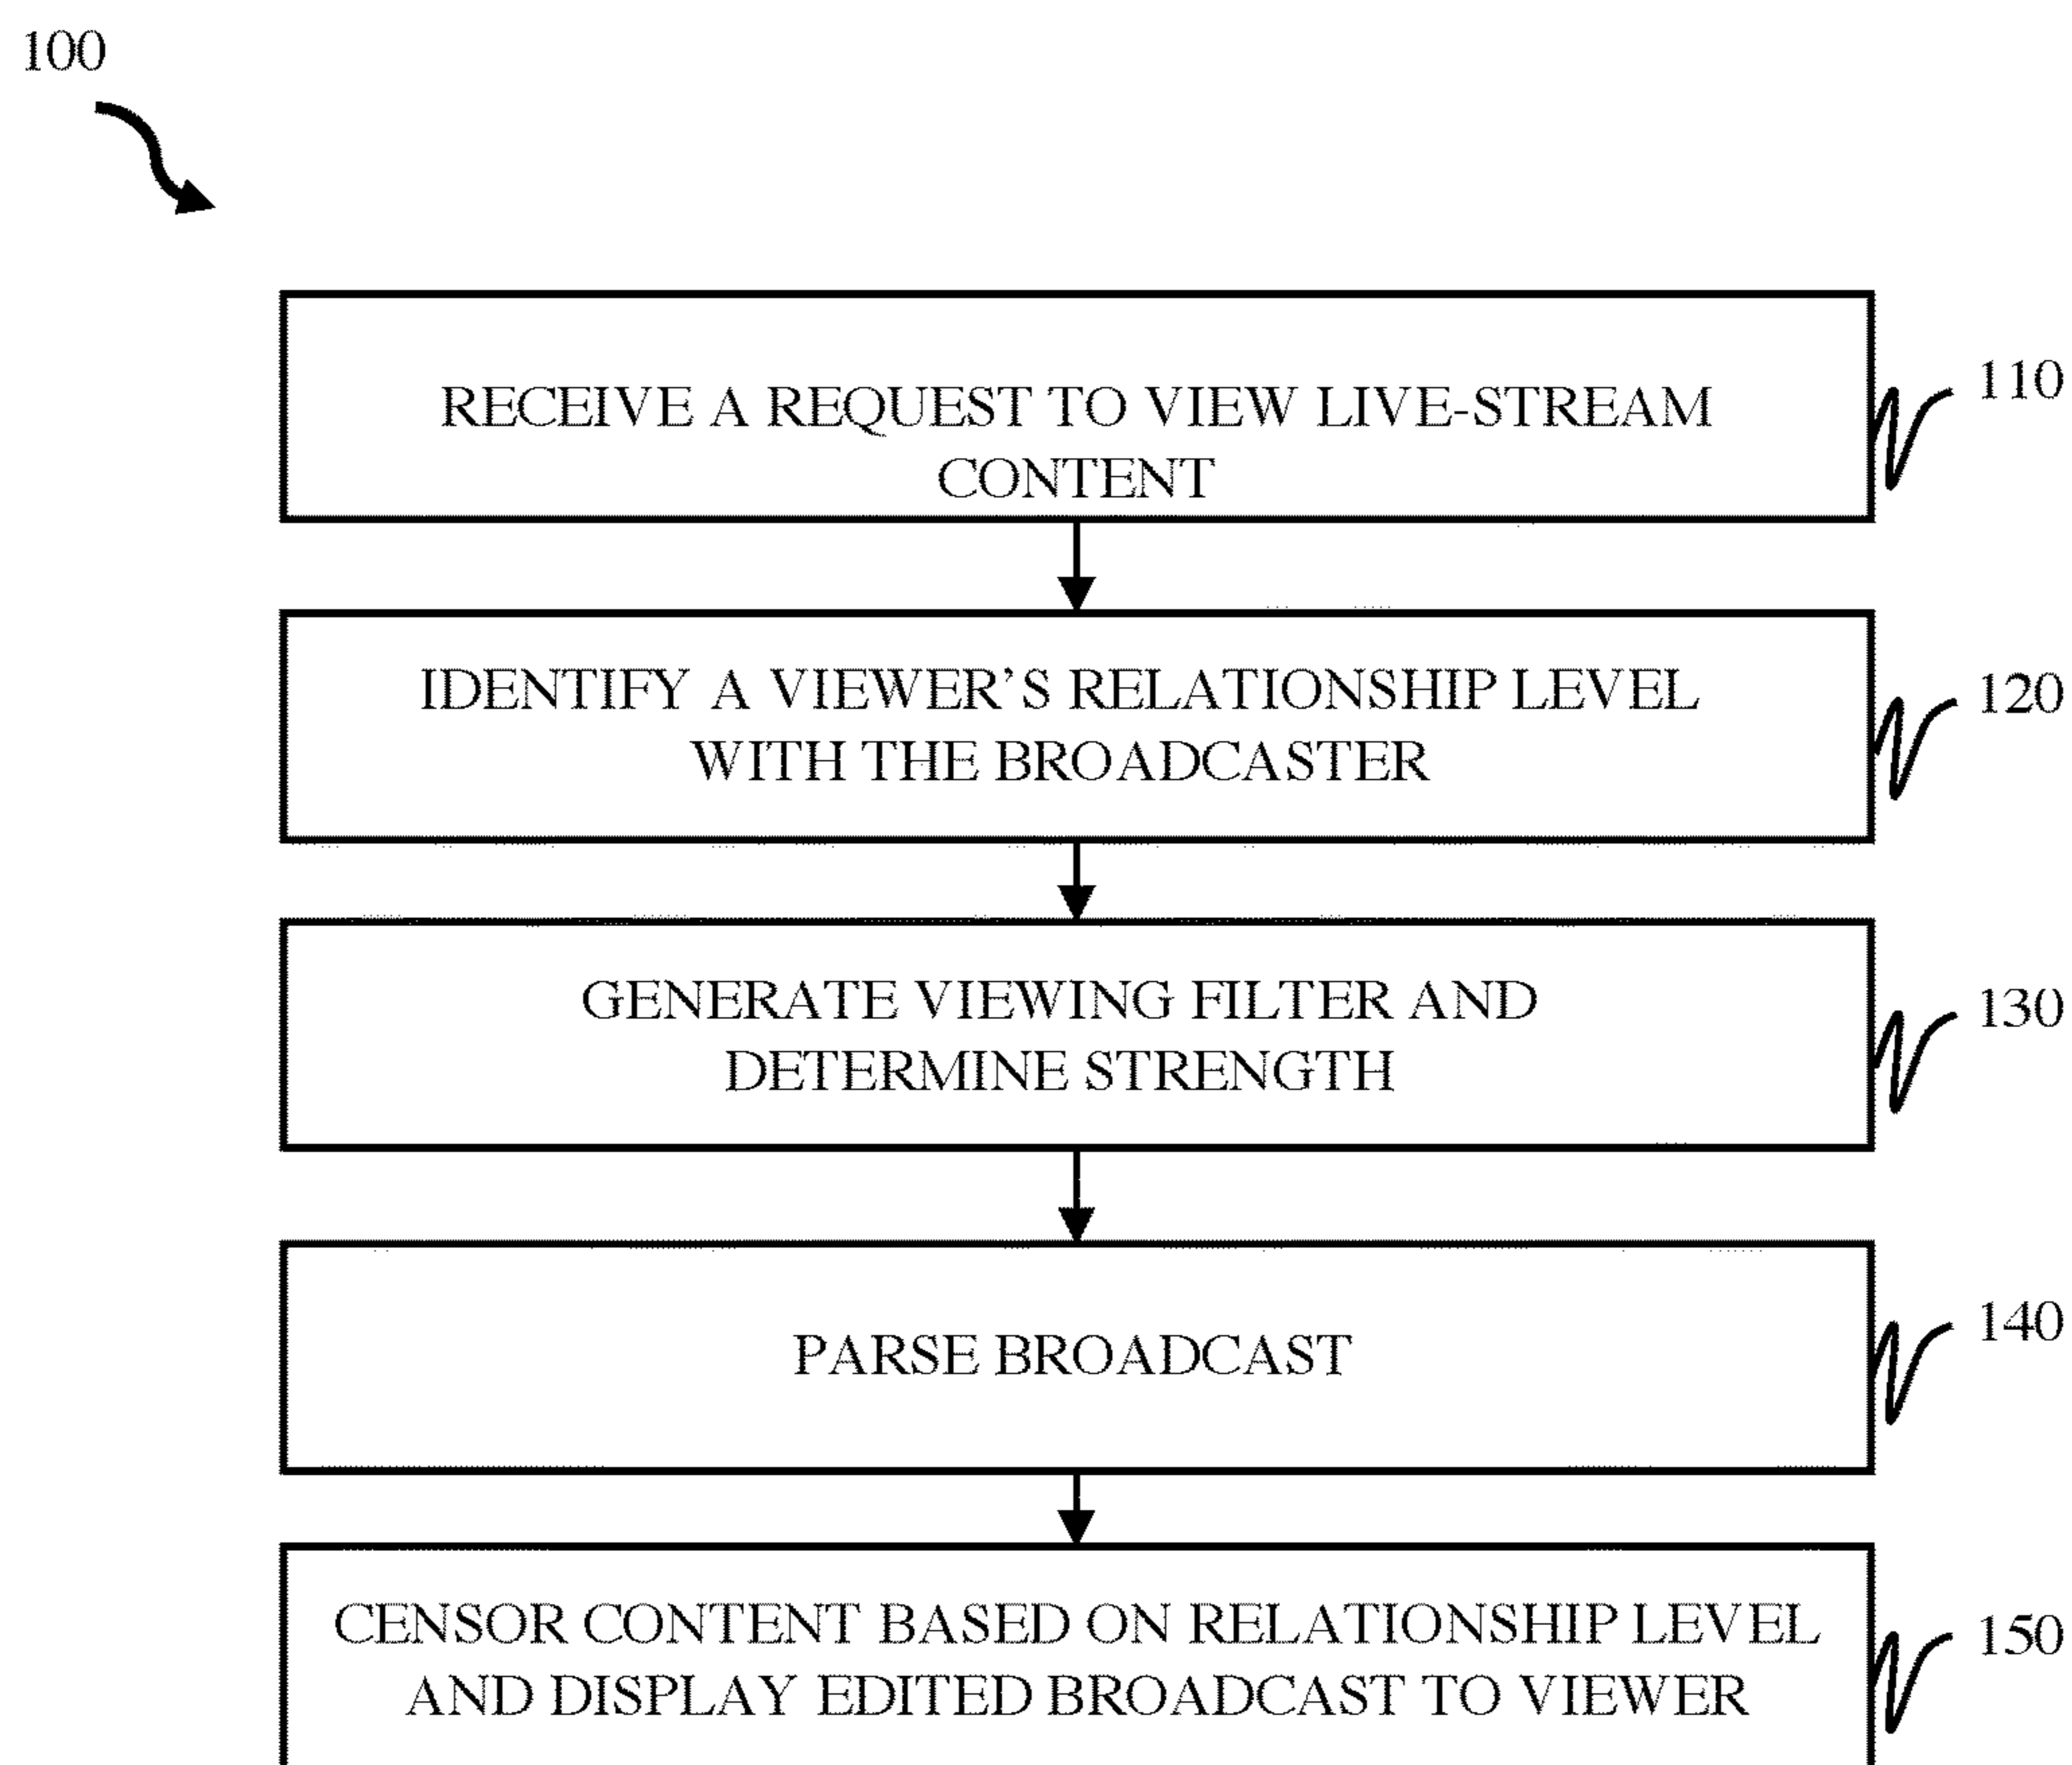 100
RECEIVE A REQUEST TO VIEW LIVE-STREAM
CONTENT
110
IDENTIFY A VIEWER'S RELATIONSHIP LEVEL
WITH THE BROADCASTER
120
GENERATE VIEWING FILTER AND
DETERMINE STRENGTH
130
PARSE BROADCAST
140
CENSOR CONTENT BASED ON RELATIONSHIP LEVEL
AND DISPLAY EDITED BROADCAST TO VIEWER
150